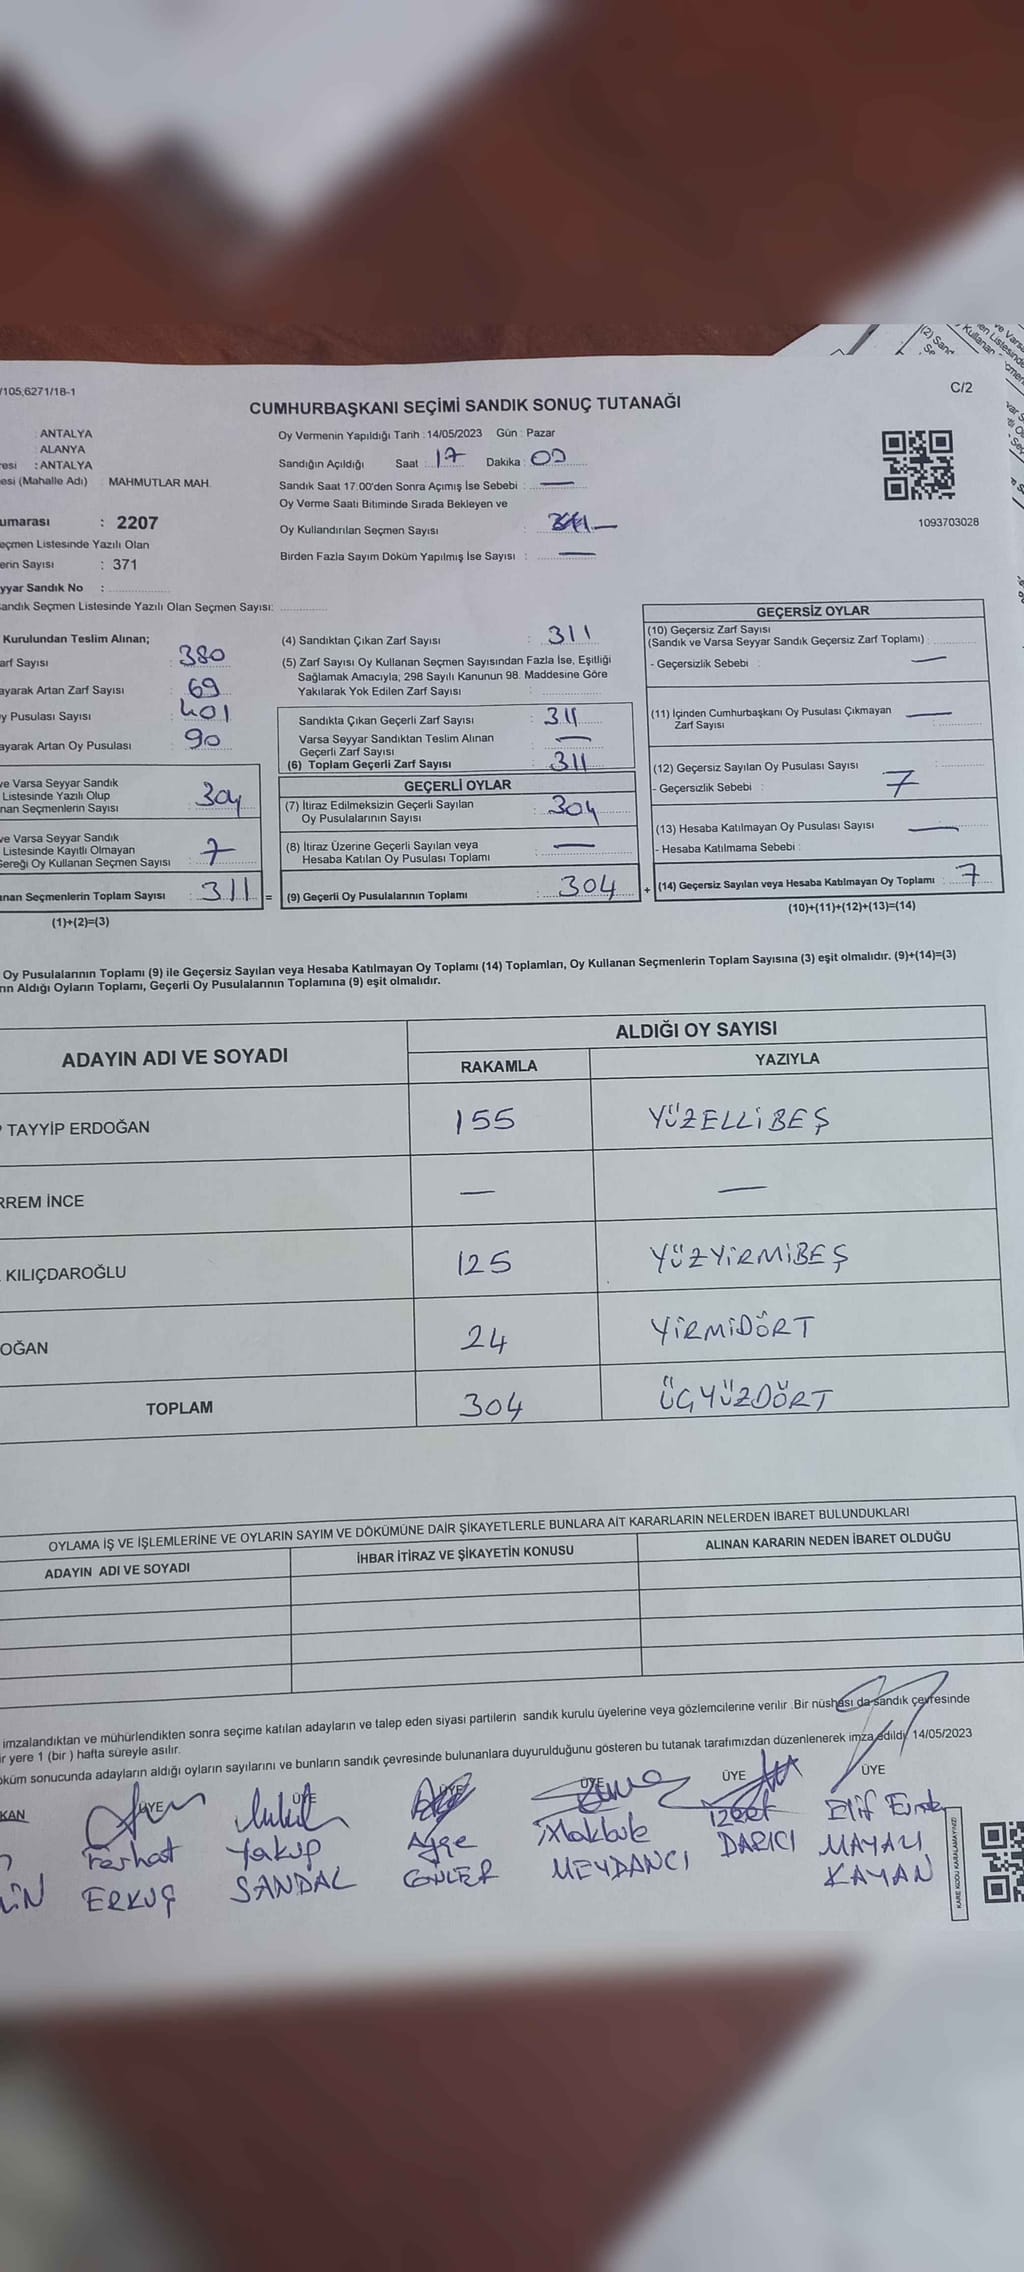 /105,6271/18-1
C/2
CUMHURBAŞKANI SEÇİMİ SANDIK SONUÇ TUTANAĞI
: ANTALYA
: ALANYA
resi : ANTALYA
esi (Mahalle Adı) : MAHMUTLAR MAH.
Oy Vermenin Yapıldığı Tarih : 14/05/2023 Gün : Pazar
Sandığın Açıldığı Saat : 17 Dakika : 00
Sandık Saat 17.00'den Sonra Açımış İse Sebebi : —
Oy Verme Saati Bitiminde Sırada Bekleyen ve
Oy Kullandırılan Seçmen Sayısı : —
Birden Fazla Sayım Döküm Yapılmış İse Sayısı : —
1093703028
umarası : 2207
eçmen Listesinde Yazılı Olan
erin Sayısı : 371
yyar Sandık No :
andık Seçmen Listesinde Yazılı Olan Seçmen Sayısı:
Kurulundan Teslim Alınan;
arf Sayısı : 380
ayarak Artan Zarf Sayısı : 69
y Pusulası Sayısı : 401
ayarak Artan Oy Pusulası : 90
ve Varsa Seyyar Sandık
Listesinde Yazılı Olup
nan Seçmenlerin Sayısı : 304
ve Varsa Seyyar Sandık
Listesinde Kayıtlı Olmayan
Gereği Oy Kullanan Seçmen Sayısı : 7
anan Seçmenlerin Toplam Sayısı : 311 =
(1)+(2)=(3)
(4) Sandıktan Çıkan Zarf Sayısı : 311
(5) Zarf Sayısı Oy Kullanan Seçmen Sayısından Fazla İse, Eşitliği
Sağlamak Amacıyla; 298 Sayılı Kanunun 98. Maddesine Göre
Yakılarak Yok Edilen Zarf Sayısı :
Sandıkta Çıkan Geçerli Zarf Sayısı : 311
Varsa Seyyar Sandıktan Teslim Alınan
Geçerli Zarf Sayısı : —
(6) Toplam Geçerli Zarf Sayısı : 311
GEÇERLİ OYLAR
(7) İtiraz Edilmeksizin Geçerli Sayılan
Oy Pusulalarının Sayısı : 304
(8) İtiraz Üzerine Geçerli Sayılan veya
Hesaba Katılan Oy Pusulası Toplamı : —
(9) Geçerli Oy Pusulalarının Toplamı : 304 +
GEÇERSİZ OYLAR
(10) Geçersiz Zarf Sayısı
(Sandık ve Varsa Seyyar Sandık Geçersiz Zarf Toplamı) :
- Geçersizlik Sebebi : —
(11) İçinden Cumhurbaşkanı Oy Pusulası Çıkmayan
Zarf Sayısı : —
(12) Geçersiz Sayılan Oy Pusulası Sayısı :
- Geçersizlik Sebebi : 7
(13) Hesaba Katılmayan Oy Pusulası Sayısı : —
- Hesaba Katılmama Sebebi :
(14) Geçersiz Sayılan veya Hesaba Katılmayan Oy Toplamı : 7
(10)+(11)+(12)+(13)=(14)
Oy Pusulalarının Toplamı (9) ile Geçersiz Sayılan veya Hesaba Katılmayan Oy Toplamı (14) Toplamları, Oy Kullanan Seçmenlerin Toplam Sayısına (3) eşit olmalıdır. (9)+(14)=(3)
rın Aldığı Oyların Toplamı, Geçerli Oy Pusulalarının Toplamına (9) eşit olmalıdır.
ADAYIN ADI VE SOYADI
ALDIĞI OY SAYISI
RAKAMLA YAZIYLA
TAYYİP ERDOĞAN 155 YÜZELLİBEŞ
RREM İNCE — —
KILIÇDAROĞLU 125 YÜZYİRMİBEŞ
OĞAN 24 YİRMİDÖRT
TOPLAM 304 ÜÇYÜZDÖRT
OYLAMA İŞ VE İŞLEMLERİNE VE OYLARIN SAYIM VE DÖKÜMÜNE DAİR ŞİKAYETLERLE BUNLARA AİT KARARLARIN NELERDEN İBARET BULUNDUKLARI
ADAYIN ADI VE SOYADI İHBAR İTİRAZ VE ŞİKAYETİN KONUSU ALINAN KARARIN NEDEN İBARET OLDUĞU
imzalandıktan ve mühürlendikten sonra seçime katılan adayların ve talep eden siyasi partilerin sandık kurulu üyelerine veya gözlemcilerine verilir .Bir nüshası da sandık çevresinde
ir yere 1 (bir ) hafta süreyle asılır.
öküm sonucunda adayların aldığı oyların sayılarını ve bunların sandık çevresinde bulunanlara duyurulduğunu gösteren bu tutanak tarafımızdan düzenlenerek imza edildi. 14/05/2023
KAN ÜYE ÜYE ÜYE ÜYE ÜYE ÜYE
Ferhat Yakup Ayşe Makbule İzzet Elif
LİN ERKUŞ SANDAL GÜLER MEYDANCI DARICI MAYALI
KAYAN
KARE KODU KARALAMAYINIZ!